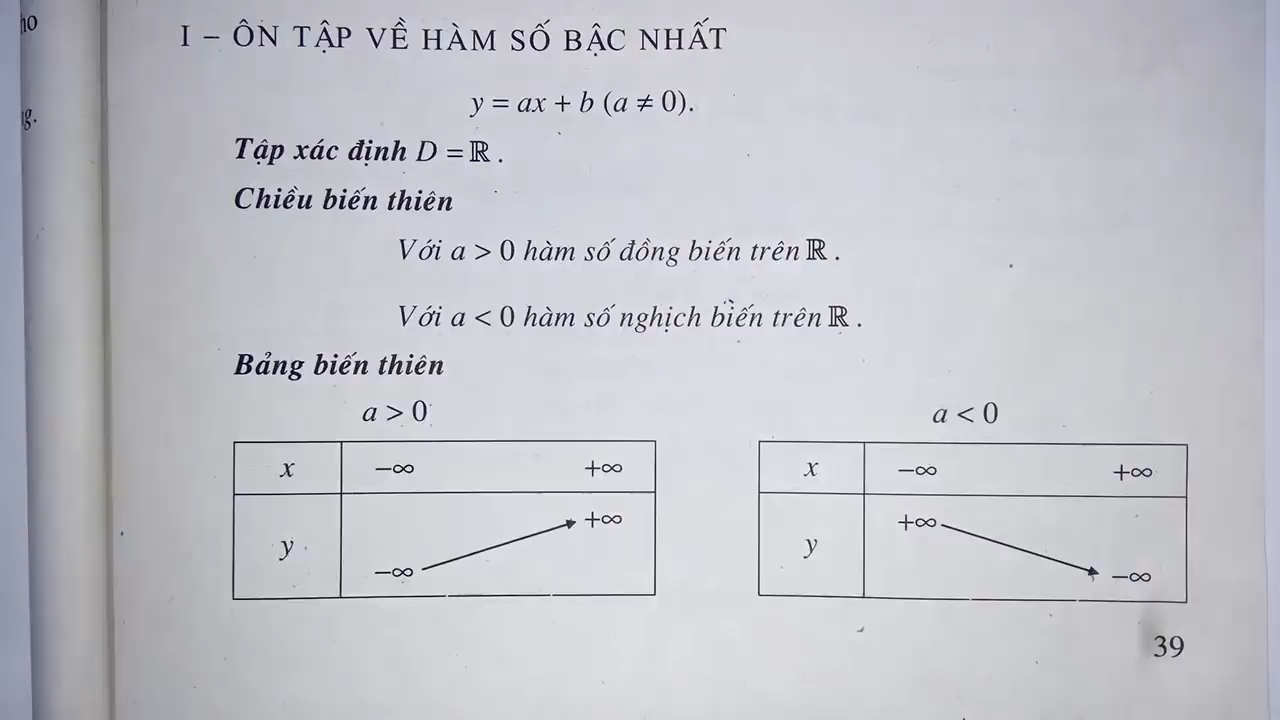 I – ÔN TẬP VỀ HÀM SỐ BẬC NHẤT
y = ax + b (a ≠ 0).
Tập xác định D = ℝ .
Chiều biến thiên
Với a > 0 hàm số đồng biến trên ℝ .
Với a < 0 hàm số nghịch biến trên ℝ .
Bảng biến thiên
a > 0
x −∞ +∞
y −∞ +∞
a < 0
x −∞ +∞
y +∞ −∞
39